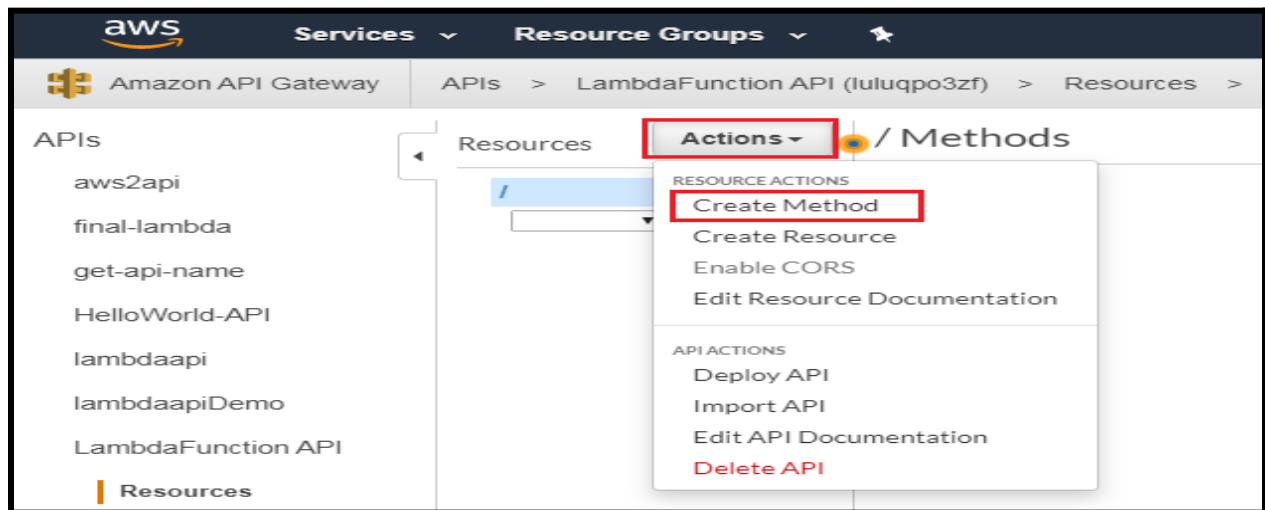 aws Services Resource Groups
Amazon API Gateway APIs > LambdaFunction API (luluqpo3zf) > Resources >
APIs
aws2api
final-lambda
get-api-name
HelloWorld-API
lambdaapi
lambdaapiDemo
LambdaFunction API
Resources
Resources Actions / Methods
/
RESOURCE ACTIONS
Create Method
Create Resource
Enable CORS
Edit Resource Documentation
API ACTIONS
Deploy API
Import API
Edit API Documentation
Delete API